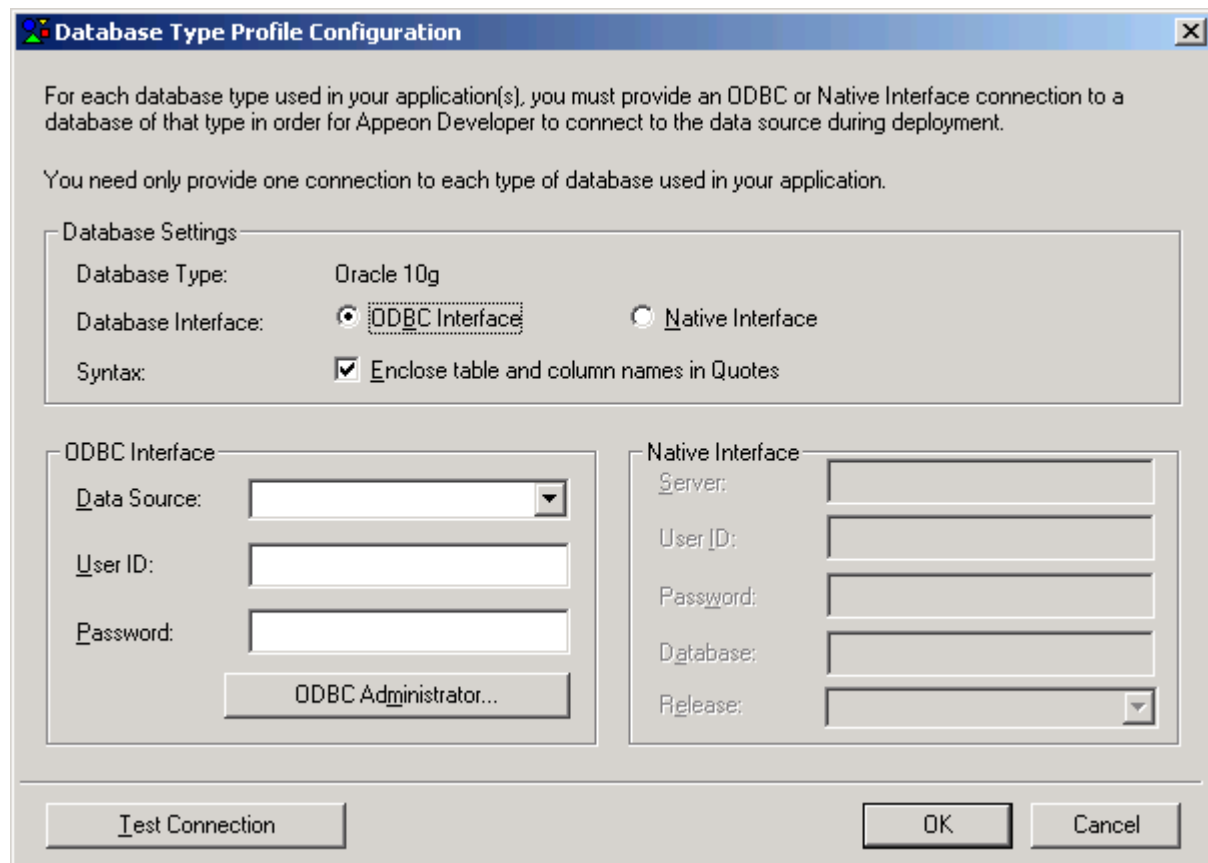 Database Type Profile Configuration
For each database type used in your application(s), you must provide an ODBC or Native Interface connection to a
database of that type in order for Appeon Developer to connect to the data source during deployment.
You need only provide one connection to each type of database used in your application.
Database Settings
Database Type: Oracle 10g
Database Interface: ODBC Interface Native Interface
Syntax: Enclose table and column names in Quotes
ODBC Interface
Data Source:
User ID:
Password:
ODBC Administrator...
Native Interface
Server:
User ID:
Password:
Database:
Release:
Test Connection OK Cancel